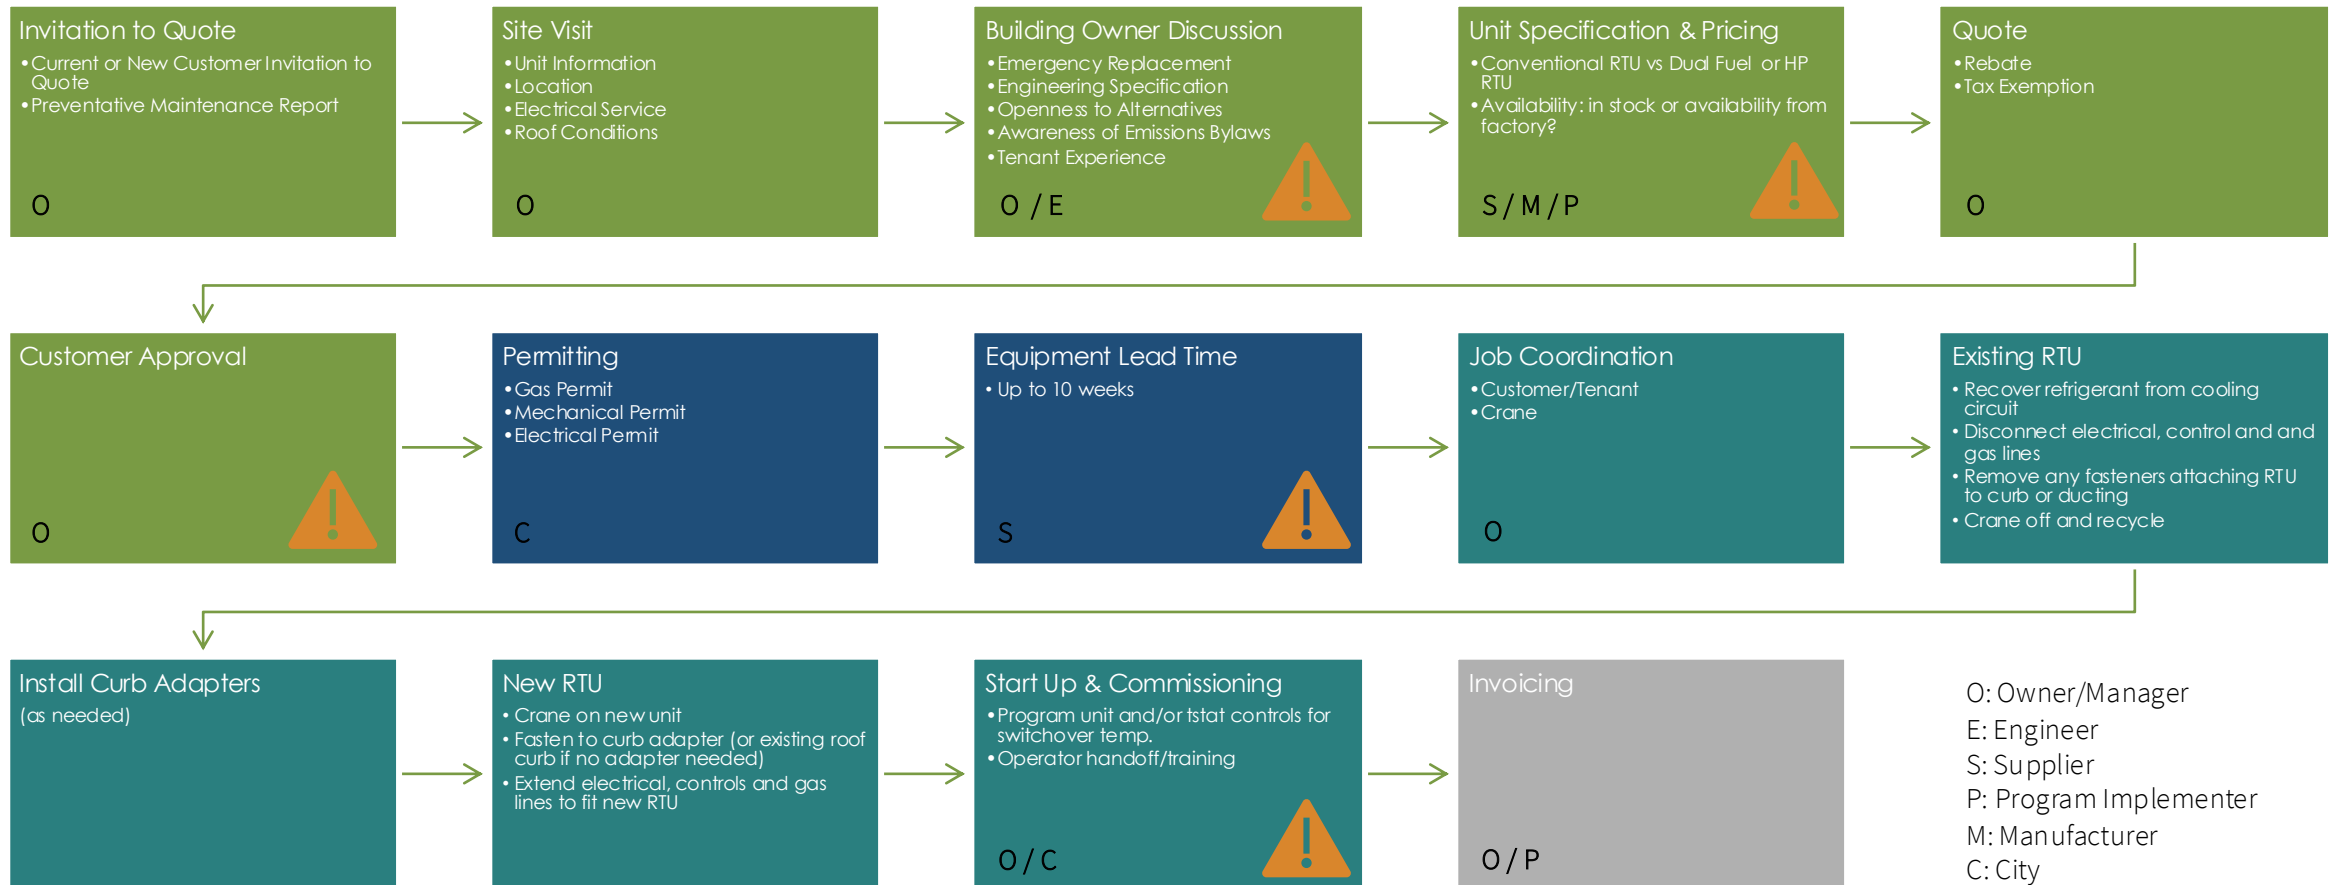 Invitation to Quote
•Current or New Customer Invitation to
Quote
•Preventative Maintenance Report
O
Site Visit
•Unit Information
•Location
•Electrical Service
•Roof Conditions
O
Building Owner Discussion
•Emergency Replacement
•Engineering Specification
•Openness to Alternatives
•Awareness of Emissions Bylaws
•Tenant Experience
O / E
Unit Specification & Pricing
•Conventional RTU vs Dual Fuel or HP
RTU
•Availability: in stock or availability from
factory?
S / M / P
Quote
•Rebate
•Tax Exemption
O
Customer Approval
O
Permitting
•Gas Permit
•Mechanical Permit
•Electrical Permit
C
Equipment Lead Time
• Up to 10 weeks
S
Job Coordination
•Customer/Tenant
•Crane
O
Existing RTU
• Recover refrigerant from cooling
circuit
• Disconnect electrical, control and and
gas lines
• Remove any fasteners attaching RTU
to curb or ducting
• Crane off and recycle
Install Curb Adapters
(as needed)
New RTU
• Crane on new unit
• Fasten to curb adapter (or existing roof
curb if no adapter needed)
• Extend electrical, controls and gas
lines to fit new RTU
Start Up & Commissioning
•Program unit and/or tstat controls for
switchover temp.
•Operator handoff/training
O / C
Invoicing
O / P
O: Owner/Manager
E: Engineer
S: Supplier
P: Program Implementer
M: Manufacturer
C: City